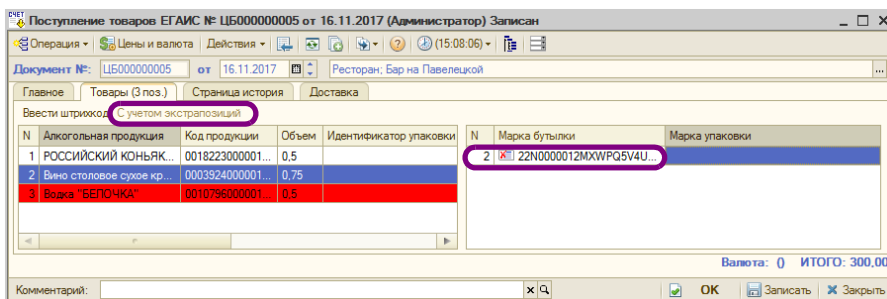 Поступление товаров ЕГАИС № ЦБ000000005 от 16.11.2017 (Администратор) Записан
Операция Цены и валюта Действия (15:08:06)
Документ №: ЦБ000000005 от 16.11.2017 Ресторан; Бар на Павелецкой ...
Главное Товары (3 поз.) Страница история Доставка
Ввести штрихкод С учетом экстрапозиций
N Алкогольная продукция Код продукции Объем Идентификатор упаковки N Марка бутылки Марка упаковки
1 РОССИЙСКИЙ КОНЬЯК... 0018223000001... 0,5 2 22N0000012MXWPQ5V4U...
2 Вино столовое сухое кр... 0003924000001... 0,75
3 Водка "БЕЛОЧКА" 0010796000001... 0,5
Валюта: () ИТОГО: 300,00
Комментарий: x OK Записать Закрыть